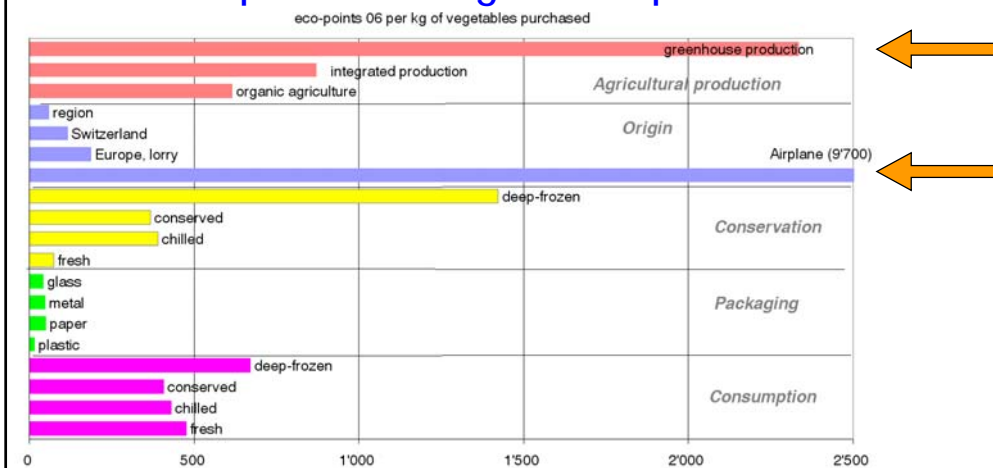 eco-points 06 per kg of vegetables purchased
greenhouse production
integrated production
Agricultural production
organic agriculture
region
Origin
Switzerland
Europe, lorry
Airplane (9'700)
deep-frozen
conserved
Conservation
chilled
fresh
glass
metal
Packaging
paper
plastic
deep-frozen
conserved
Consumption
chilled
fresh
0 500 1'000 1'500 2'000 2'500